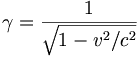 γ = 1 / √(1 − v²/c²)